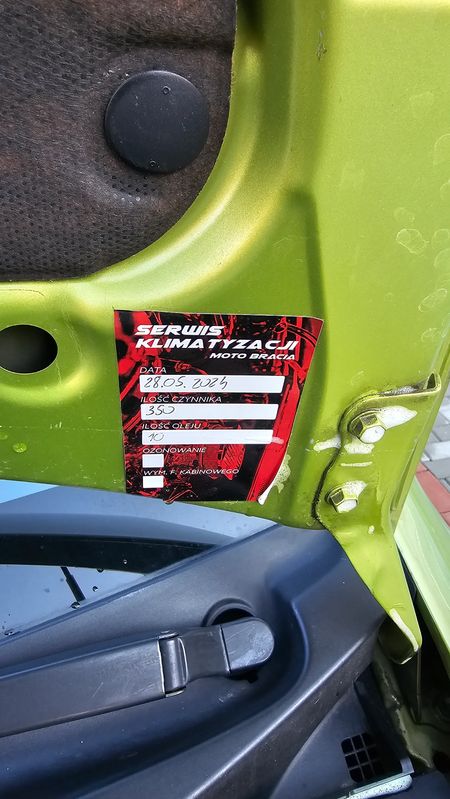 SERWIS
KLIMATYZACJI
MOTO BRACIA
DATA
28.05.2024
ILOŚĆ CZYNNIKA
350
ILOŚĆ OLEJU
10
OZONOWANIE
WYM. F. KABINOWEGO